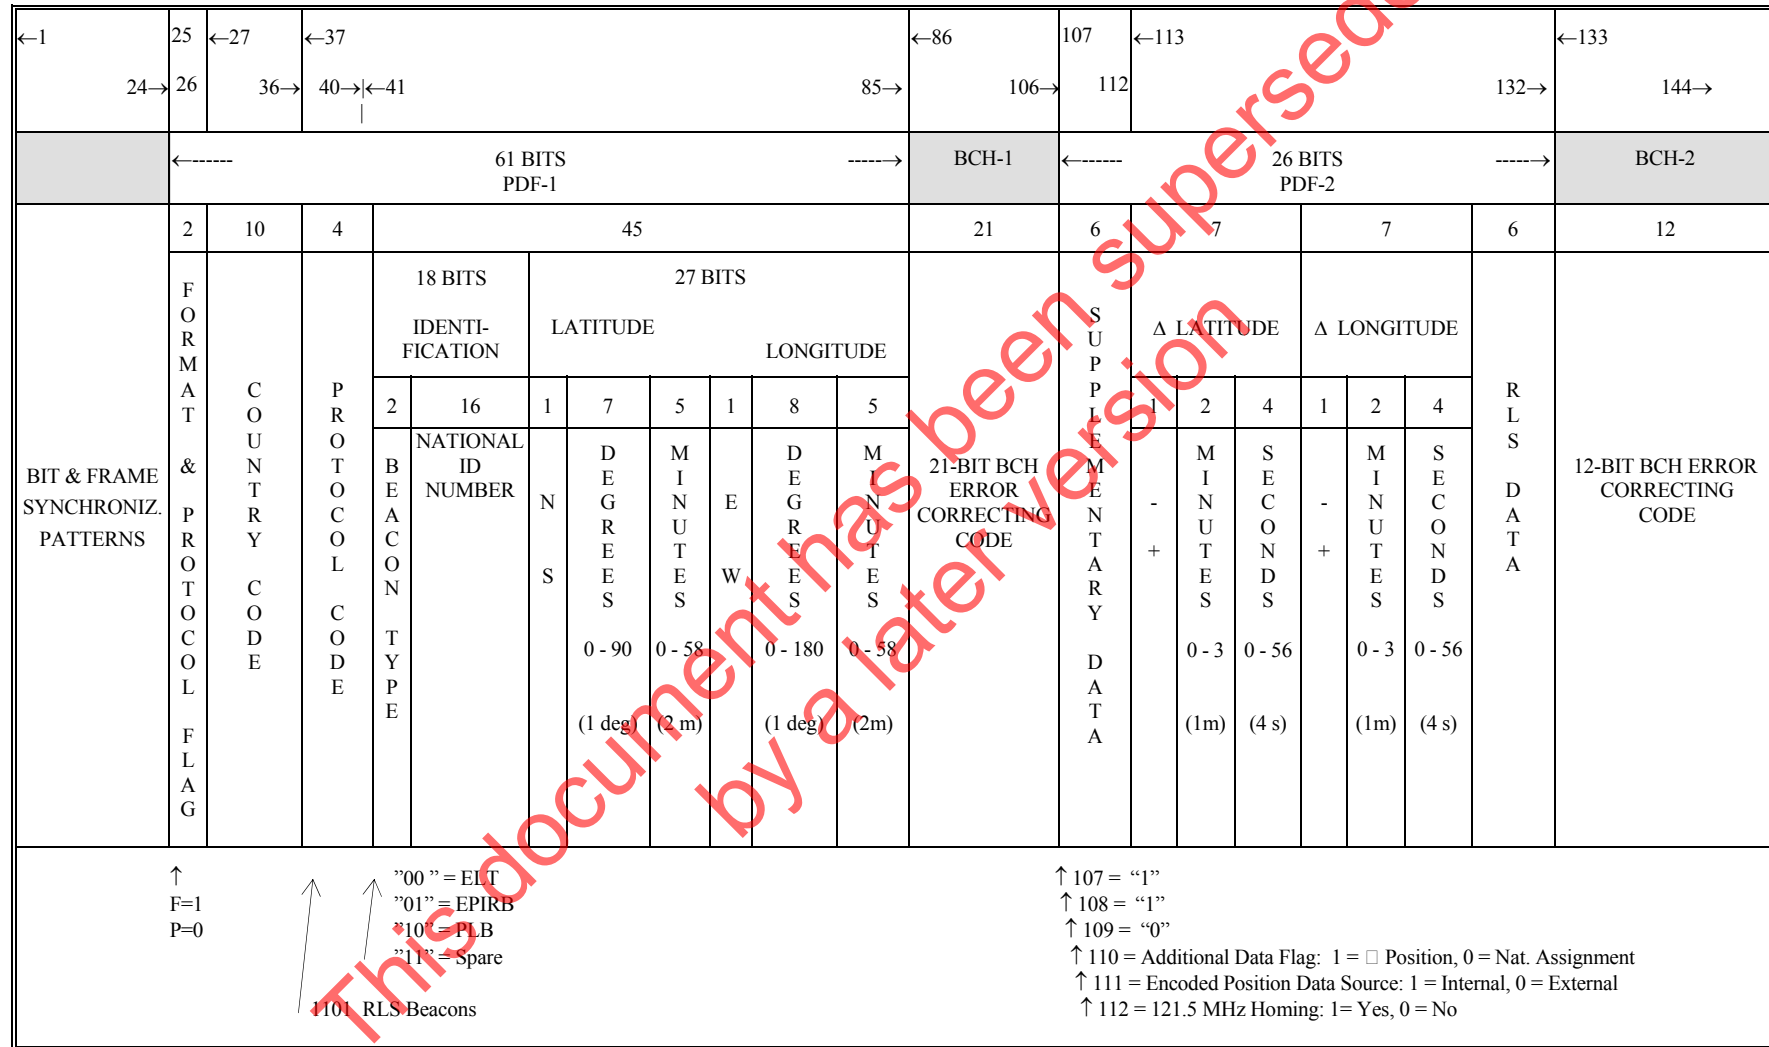 ←1 25 ←27 ←37 ←86 107 ←113 ←133
24→ 26 36→ 40→|←41 85→ 106→ 112 132→ 144→
|
←------ 61 BITS -----→ BCH-1 ←------ 26 BITS -----→ BCH-2
PDF-1 PDF-2
2 10 4 45 21 6 7 7 6 12
18 BITS 27 BITS
IDENTI-
FICATION
LATITUDE
LONGITUDE
Δ LATITUDE Δ LONGITUDE
2 16 1 7 5 1 8 5 1 2 4 1 2 4
BIT & FRAME
SYNCHRONIZ.
PATTERNS
FORMAT & PROTOCOL FLAG
COUNTRY CODE
PROTOCOL CODE
BEACON TYPE
NATIONAL
ID
NUMBER
N
S
DEGREES
0 - 90
(1 deg)
MINUTES
0 - 58
(2 m)
E
W
DEGREES
0 - 180
(1 deg)
MINUTES
0 - 58
(2m)
21-BIT BCH
ERROR
CORRECTING
CODE
SUPPLEMENTARY DATA
-
+
MINUTES
0 - 3
(1m)
SECONDS
0 - 56
(4 s)
-
+
MINUTES
0 - 3
(1m)
SECONDS
0 - 56
(4 s)
RLS DATA
12-BIT BCH ERROR
CORRECTING
CODE
↑
F=1
P=0
"00 " = ELT
"01" = EPIRB
"10" = PLB
"11" = Spare
1101 RLS Beacons
↑ 107 = “1”
↑ 108 = “1”
↑ 109 = “0”
↑ 110 = Additional Data Flag: 1 = □ Position, 0 = Nat. Assignment
↑ 111 = Encoded Position Data Source: 1 = Internal, 0 = External
↑ 112 = 121.5 MHz Homing: 1= Yes, 0 = No
This document has been superseded
by a later version